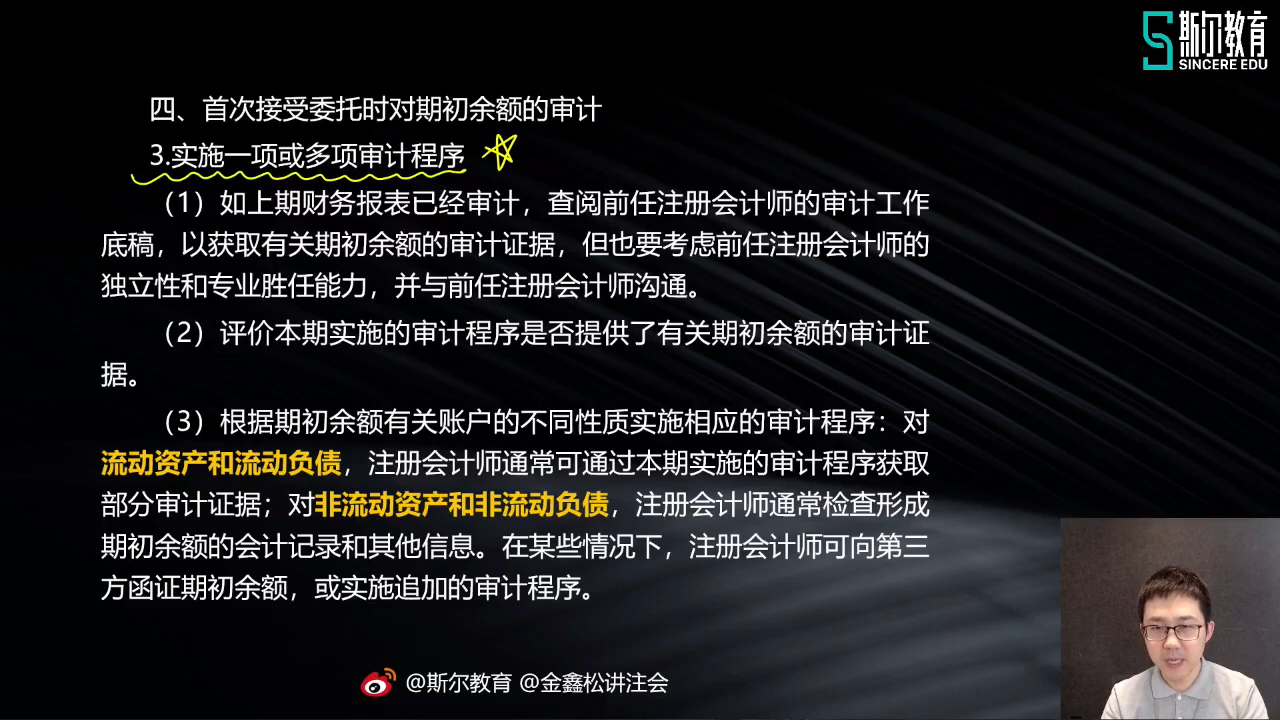 斯尔教育
SINCERE EDU
四、首次接受委托时对期初余额的审计
3.实施一项或多项审计程序
（1）如上期财务报表已经审计，查阅前任注册会计师的审计工作
底稿，以获取有关期初余额的审计证据，但也要考虑前任注册会计师的
独立性和专业胜任能力，并与前任注册会计师沟通。
（2）评价本期实施的审计程序是否提供了有关期初余额的审计证
据。
（3）根据期初余额有关账户的不同性质实施相应的审计程序：对
流动资产和流动负债，注册会计师通常可通过本期实施的审计程序获取
部分审计证据；对非流动资产和非流动负债，注册会计师通常检查形成
期初余额的会计记录和其他信息。在某些情况下，注册会计师可向第三
方函证期初余额，或实施追加的审计程序。
@斯尔教育 @金鑫松讲注会